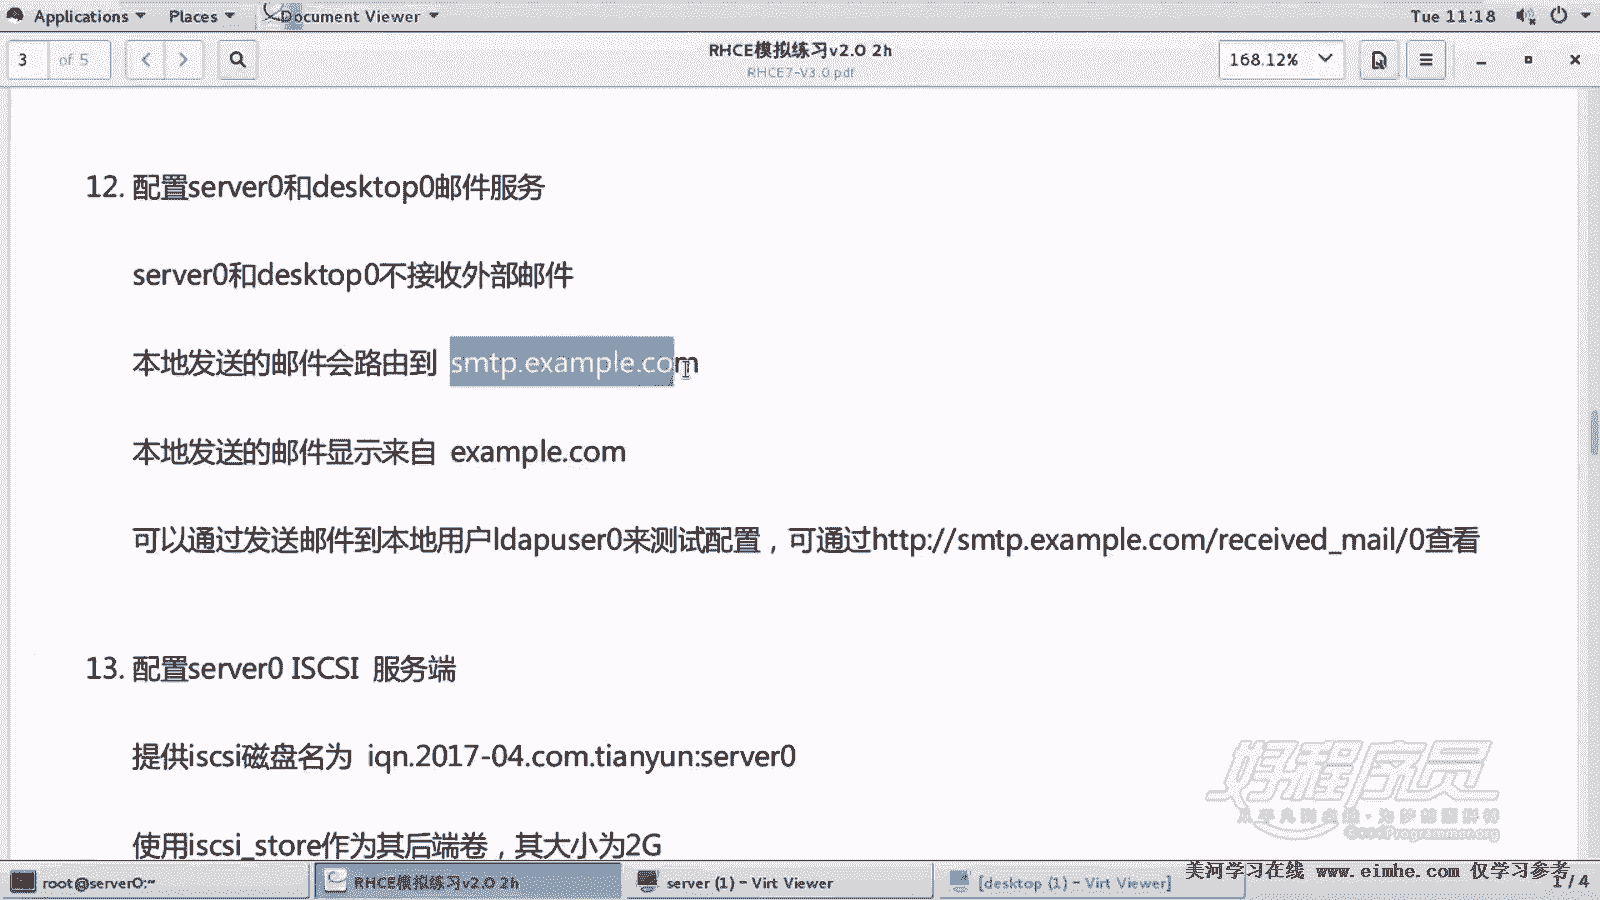 Applications Places Document Viewer Tue 11:18
3 of 5 RHCE模拟练习v2.0 2h 168.12%
RHCE7-V3.0.pdf
12. 配置server0和desktop0邮件服务
server0和desktop0不接收外部邮件
本地发送的邮件会路由到 smtp.example.com
本地发送的邮件显示来自 example.com
可以通过发送邮件到本地用户ldapuser0来测试配置，可通过http://smtp.example.com/received_mail/0查看
13. 配置server0 ISCSI 服务端
提供iscsi磁盘名为 iqn.2017-04.com.tianyun:server0
好程序员
使用iscsi_store作为其后端卷，其大小为2G
GoodProgrammer.org
美河学习在线 www.eimhe.com 仅学习参考
root@server0:~ RHCE模拟练习v2.0 2h server (1) - Virt Viewer [desktop (1) - Virt Viewer] 1 / 4